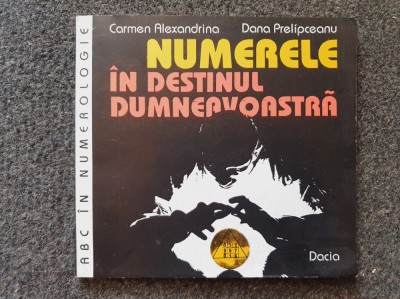 Carmen Alexandrina Dana Prelipceanu
NUMERELE
ÎN DESTINUL
DUMNEAVOASTRĂ
ABC ÎN NUMEROLOGIE
Dacia